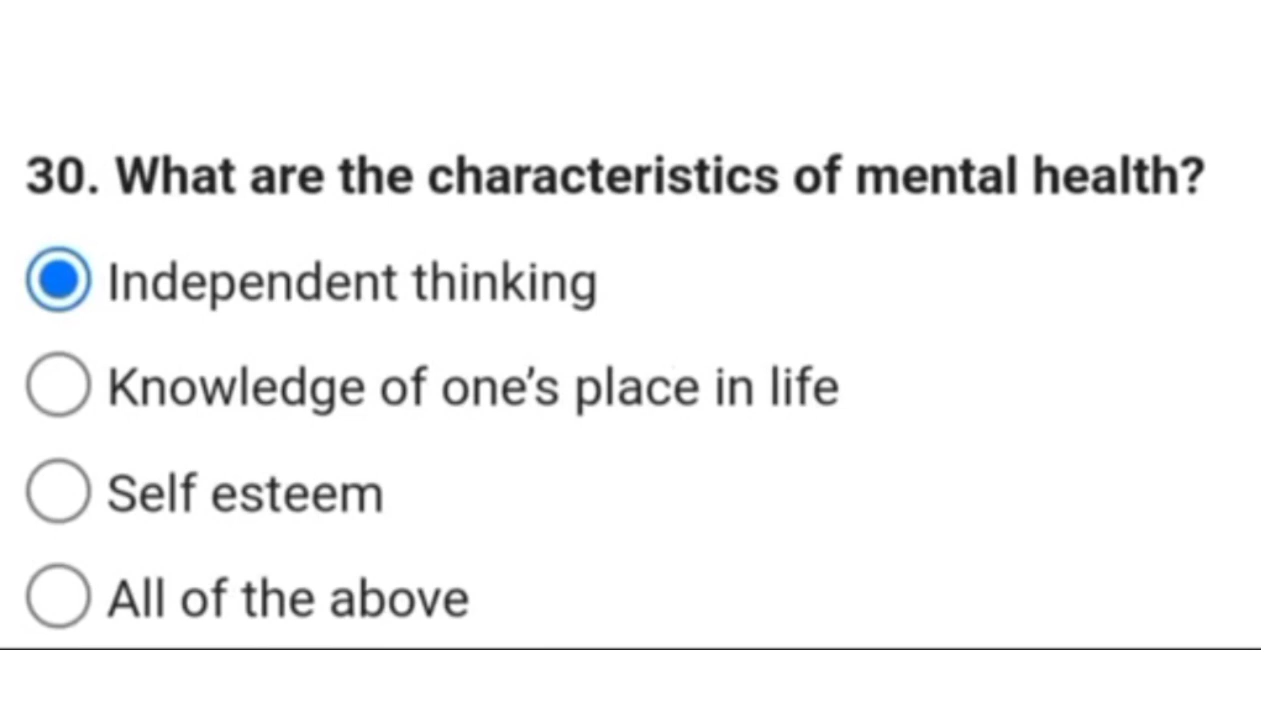 30. What are the characteristics of mental health?
Independent thinking
Knowledge of one's place in life
Self esteem
All of the above